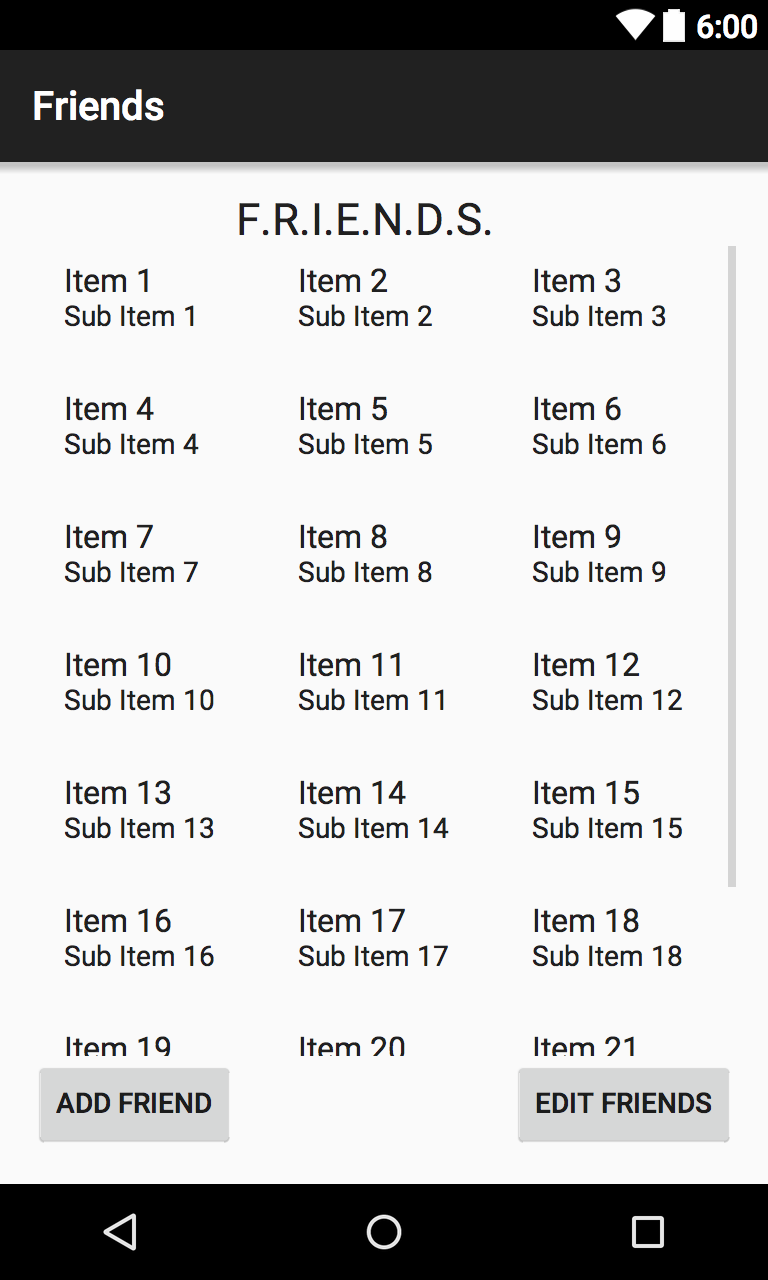 6:00
Friends
F.R.I.E.N.D.S.
Item 1 Item 2 Item 3
Sub Item 1 Sub Item 2 Sub Item 3
Item 4 Item 5 Item 6
Sub Item 4 Sub Item 5 Sub Item 6
Item 7 Item 8 Item 9
Sub Item 7 Sub Item 8 Sub Item 9
Item 10 Item 11 Item 12
Sub Item 10 Sub Item 11 Sub Item 12
Item 13 Item 14 Item 15
Sub Item 13 Sub Item 14 Sub Item 15
Item 16 Item 17 Item 18
Sub Item 16 Sub Item 17 Sub Item 18
Item 19 Item 20 Item 21
ADD FRIEND EDIT FRIENDS